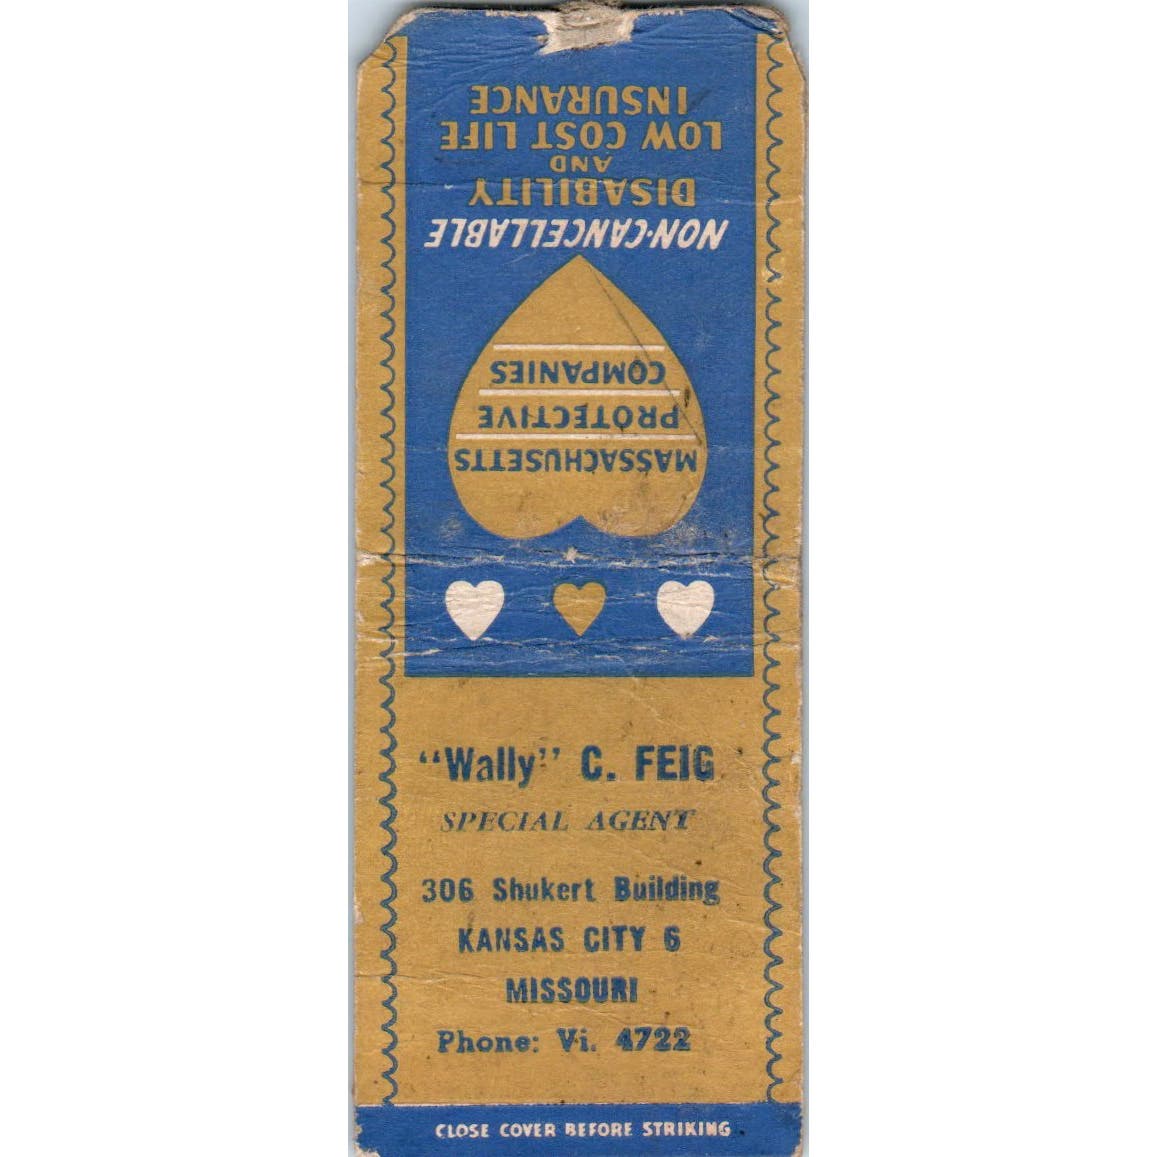 MASSACHUSETTS
PROTECTIVE
COMPANIES
NON-CANCELLABLE
DISABILITY
AND
LOW COST LIFE
INSURANCE
"Wally" C. FEIG
SPECIAL AGENT
306 Shukert Building
KANSAS CITY 6
MISSOURI
Phone: Vi. 4722
CLOSE COVER BEFORE STRIKING